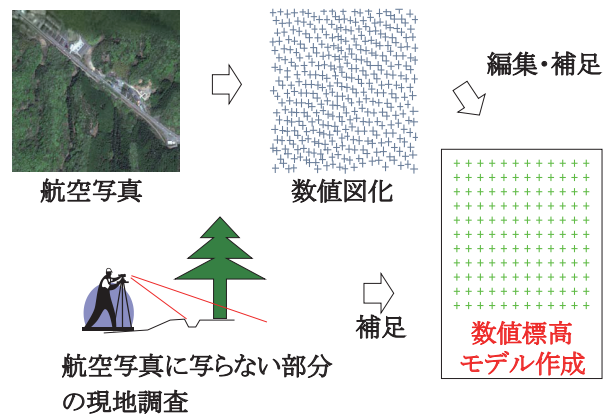 編集・補足
航空写真
数値図化
補足
数値標高
モデル作成
航空写真に写らない部分
の現地調査